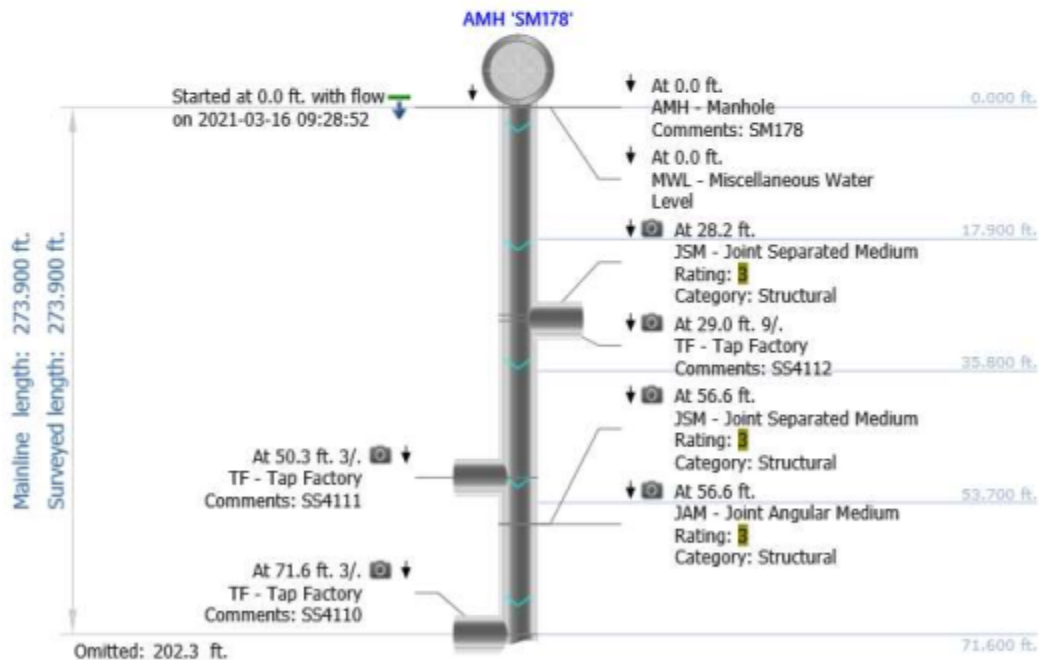 AMH 'SM178'
Started at 0.0 ft. with flow
on 2021-03-16 09:28:52
At 0.0 ft.
AMH - Manhole
Comments: SM178
0.000 ft.
At 0.0 ft.
MWL - Miscellaneous Water
Level
At 28.2 ft.
JSM - Joint Separated Medium
Rating: 3
Category: Structural
17.900 ft.
At 29.0 ft. 9/.
TF - Tap Factory
Comments: SS4112
35.800 ft.
Mainline length: 273.900 ft.
Surveyed length: 273.900 ft.
At 56.6 ft.
JSM - Joint Separated Medium
Rating: 3
Category: Structural
At 50.3 ft. 3/.
TF - Tap Factory
Comments: SS4111
At 56.6 ft.
JAM - Joint Angular Medium
Rating: 3
Category: Structural
53.700 ft.
At 71.6 ft. 3/.
TF - Tap Factory
Comments: SS4110
Omitted: 202.3 ft.
71.600 ft.